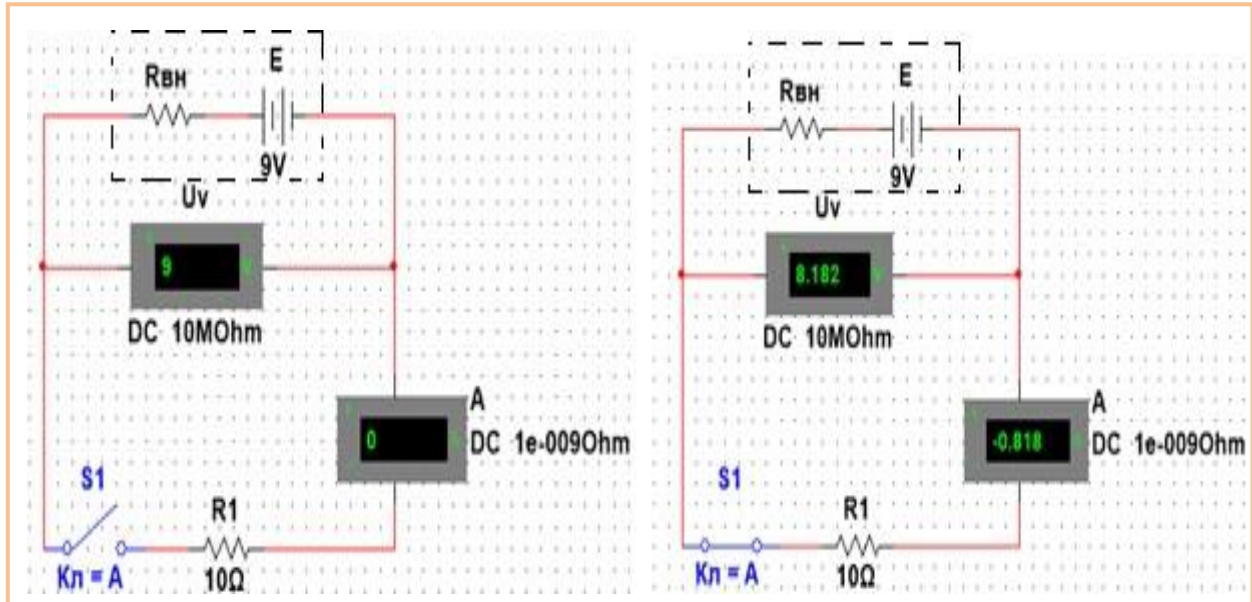 Rвн
E
9V
Uv
9 V
DC 10MOhm
A
0
DC 1e-009Ohm
S1
R1
Кл = A
10Ω
Rвн
E
9V
Uv
8.182 V
DC 10MOhm
A
-0.818
DC 1e-009Ohm
S1
R1
Кл = A
10Ω